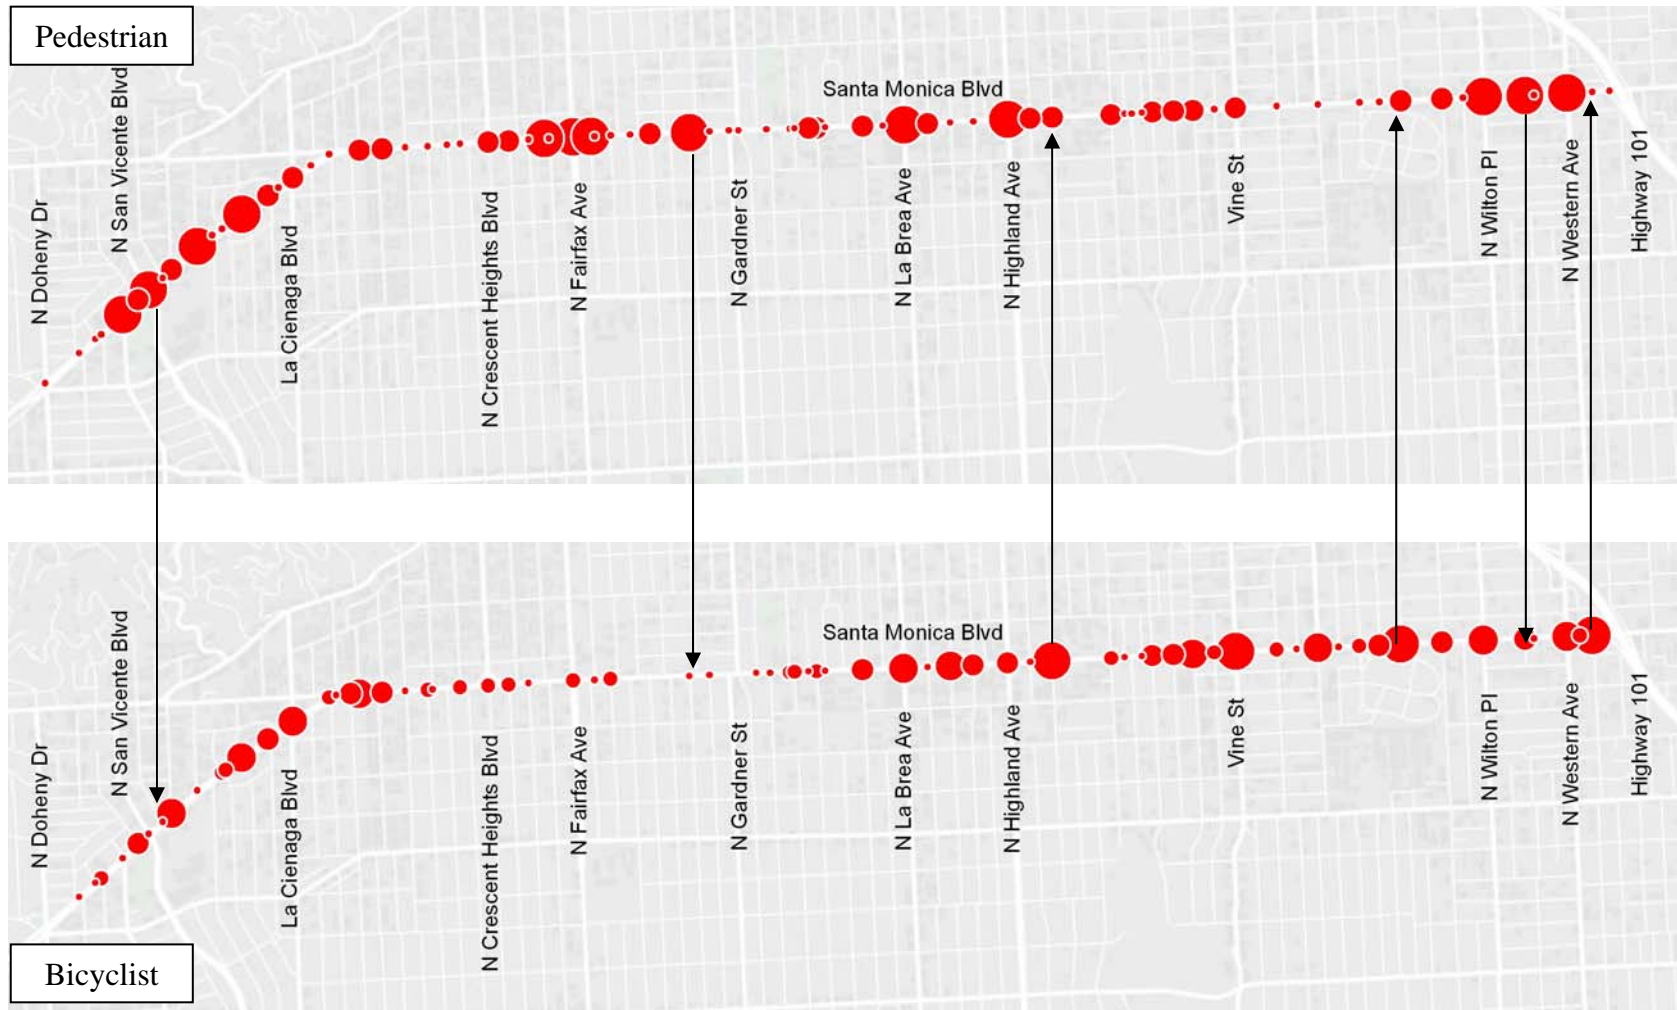 Pedestrian
Santa Monica Blvd
N Doheny Dr
N San Vicente Blvd
La Cienaga Blvd
N Crescent Heights Blvd
N Fairfax Ave
N Gardner St
N La Brea Ave
N Highland Ave
Vine St
N Wilton Pl
N Western Ave
Highway 101
Santa Monica Blvd
N Doheny Dr
N San Vicente Blvd
La Cienaga Blvd
N Crescent Heights Blvd
N Fairfax Ave
N Gardner St
N La Brea Ave
N Highland Ave
Vine St
N Wilton Pl
N Western Ave
Highway 101
Bicyclist